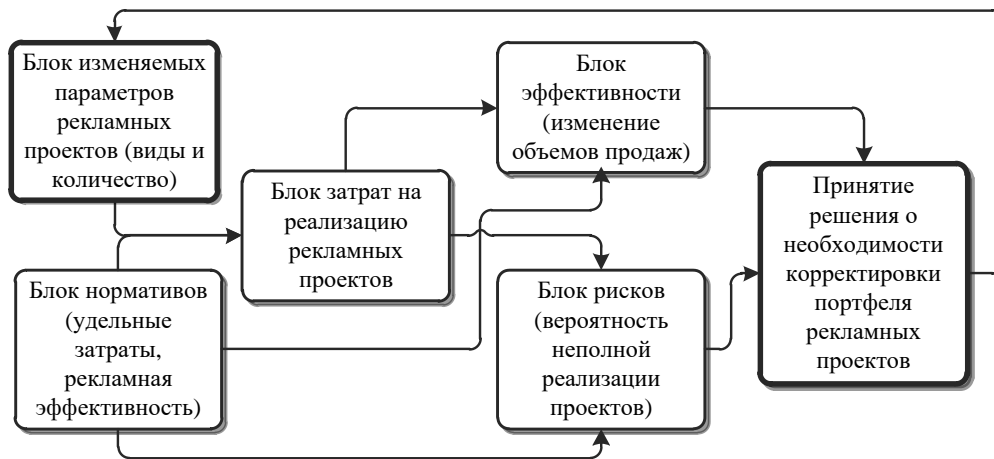 Блок изменяемых
параметров
рекламных
проектов (виды и
количество)
Блок нормативов
(удельные
затраты,
рекламная
эффективность)
Блок затрат на
реализацию
рекламных
проектов
Блок
эффективности
(изменение
объемов продаж)
Блок рисков
(вероятность
неполной
реализации
проектов)
Принятие
решения о
необходимости
корректировки
портфеля
рекламных
проектов